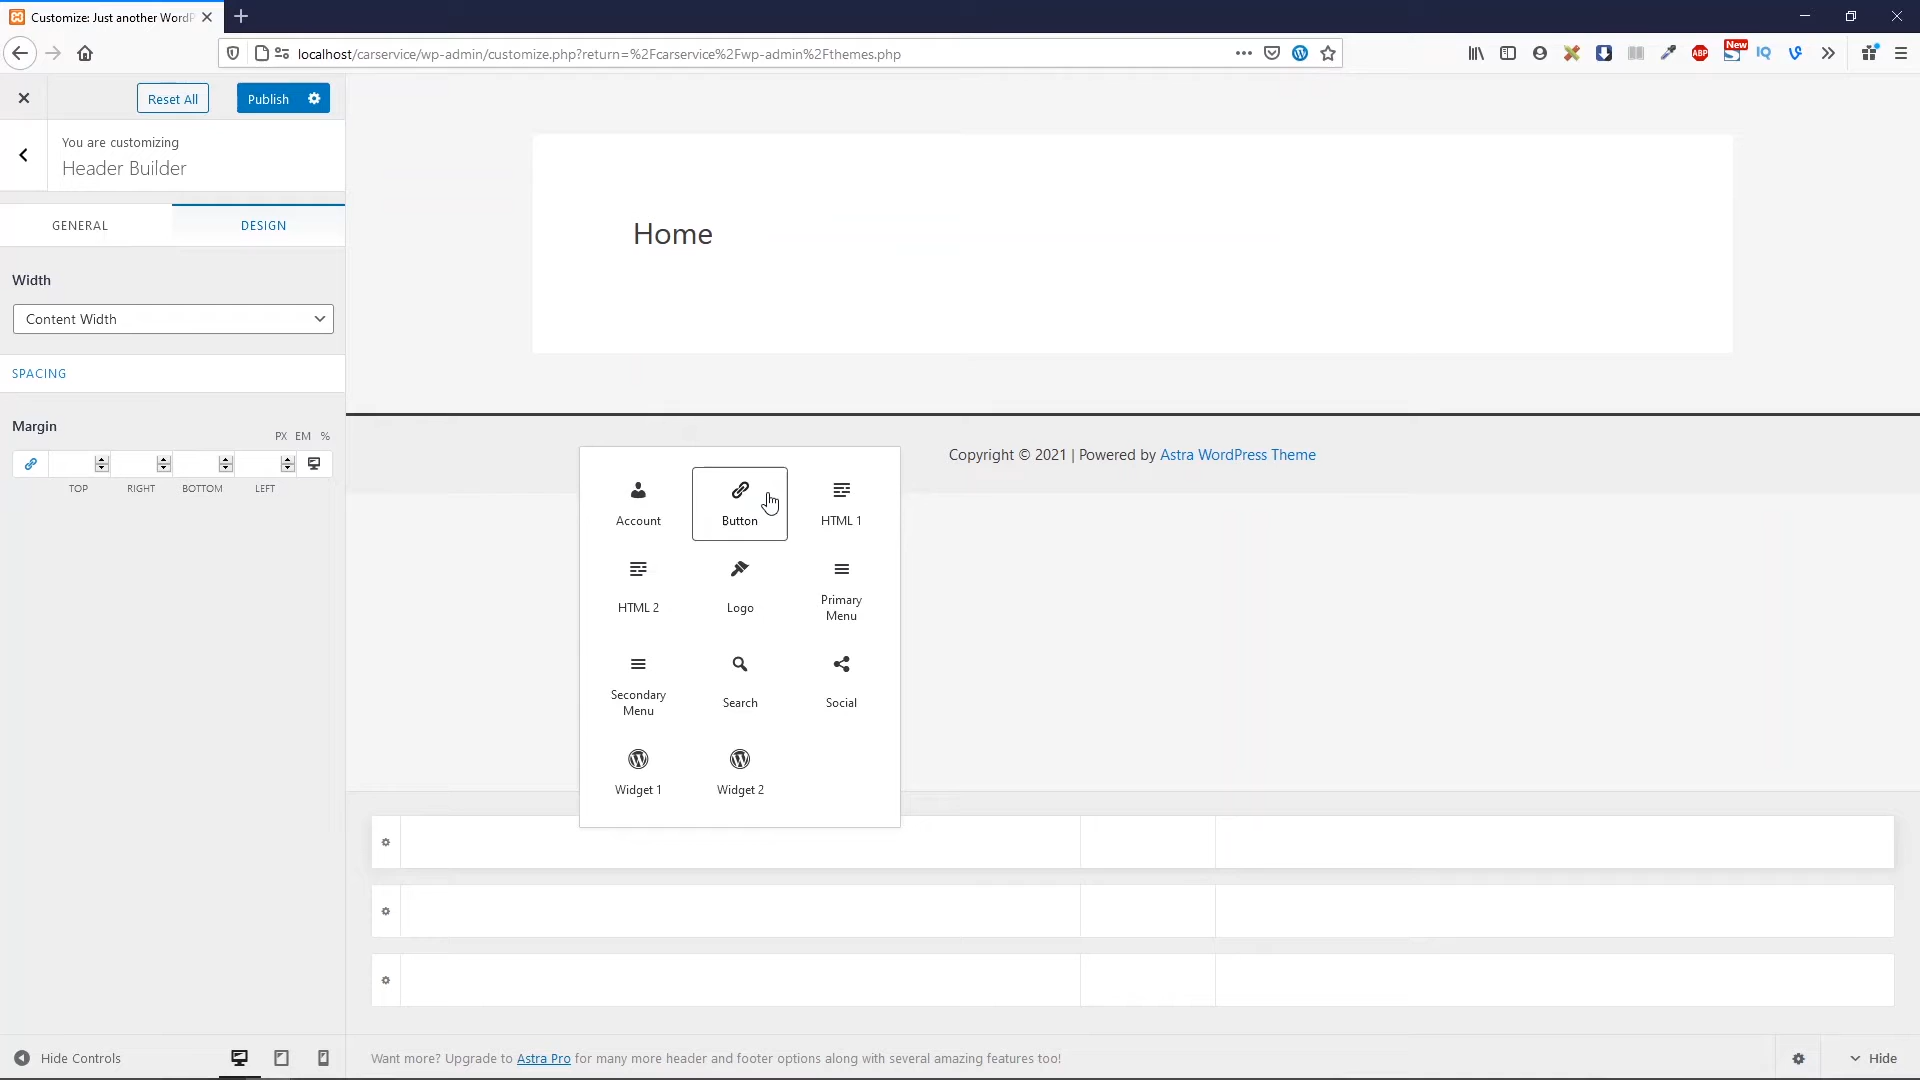 Customize: Just another WordP
localhost/carservice/wp-admin/customize.php?return=%2Fcarservice%2Fwp-admin%2Fthemes.php
New
ABP
IQ
Reset All
Publish
You are customizing
Header Builder
GENERAL
DESIGN
Width
Content Width
SPACING
Margin
PX EM %
TOP RIGHT BOTTOM LEFT
Home
Copyright © 2021 | Powered by Astra WordPress Theme
Account
Button
HTML 1
HTML 2
Logo
Primary
Menu
Secondary
Menu
Search
Social
Widget 1
Widget 2
Hide Controls
Want more? Upgrade to Astra Pro for many more header and footer options along with several amazing features too!
Hide